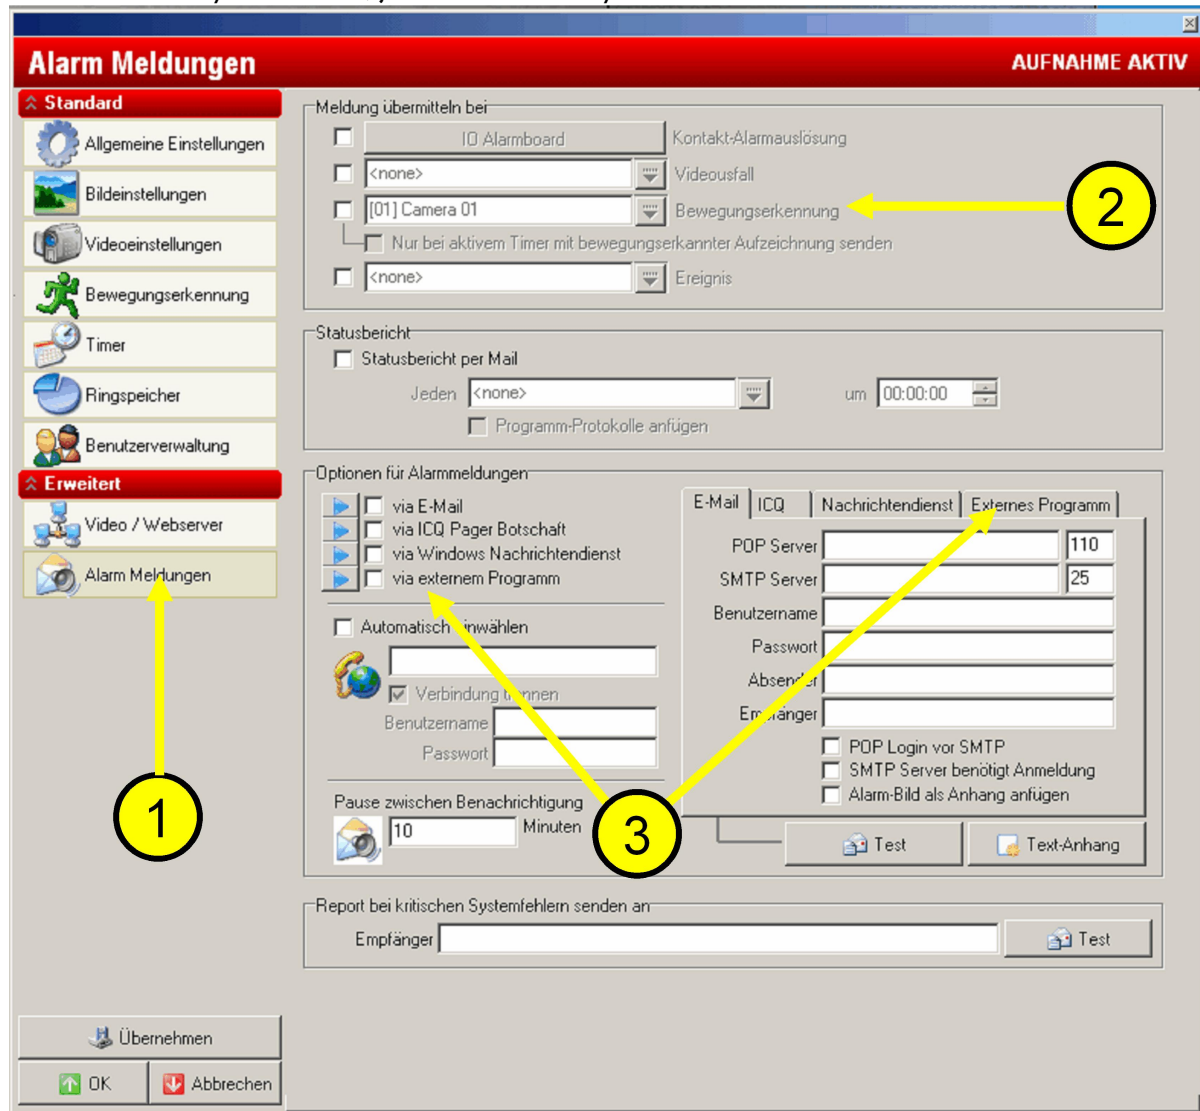 Alarm Meldungen
AUFNAHME AKTIV
Standard
Allgemeine Einstellungen
Bildeinstellungen
Videoeinstellungen
Bewegungserkennung
Timer
Ringspeicher
Benutzerverwaltung
Erweitert
Video / Webserver
Alarm Meldungen
1
Übernehmen
OK
Abbrechen
Meldung übermitteln bei
IO Alarmboard
Kontakt-Alarmauslösung
<none>
Videousfall
[01] Camera 01
Bewegungserkennung
2
Nur bei aktivem Timer mit bewegungserkannter Aufzeichnung senden
<none>
Ereignis
Statusbericht
Statusbericht per Mail
Jeden
<none>
um
00:00:00
Programm-Protokolle anfügen
Optionen für Alarmmeldungen
via E-Mail
via ICQ Pager Botschaft
via Windows Nachrichtendienst
via externem Programm
Automatisch einwählen
Verbindung trennen
Benutzername
Passwort
Pause zwischen Benachrichtigung
10
Minuten
3
E-Mail
ICQ
Nachrichtendienst
Externes Programm
POP Server
110
SMTP Server
25
Benutzername
Passwort
Absender
Empfänger
POP Login vor SMTP
SMTP Server benötigt Anmeldung
Alarm-Bild als Anhang anfügen
Test
Text-Anhang
Report bei kritischen Systemfehlern senden an
Empfänger
Test